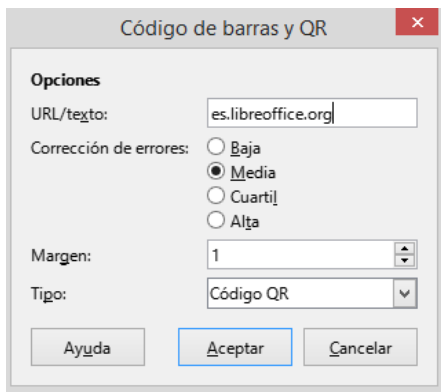 Código de barras y QR
Opciones
URL/texto: es.libreoffice.org
Corrección de errores: Baja
Media
Cuartil
Alta
Margen: 1
Tipo: Código QR
Ayuda Aceptar Cancelar